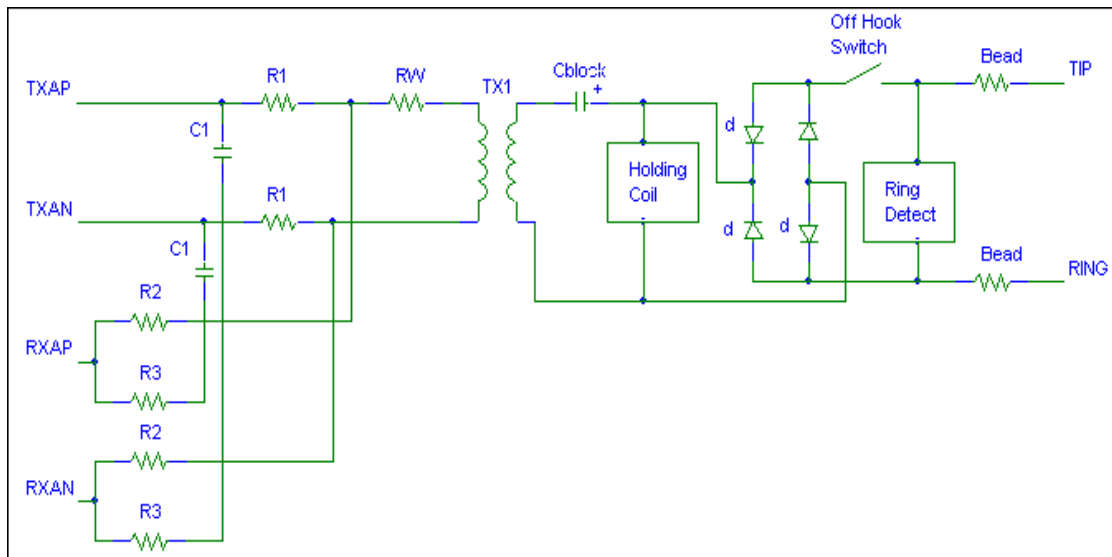 Off Hook
Switch
Bead
TIP
TXAP
R1
RW
TX1
Cblock
+
C1
d
Holding
Coil
Ring
Detect
TXAN
R1
C1
d
d
Bead
RING
R2
RXAP
R3
R2
RXAN
R3